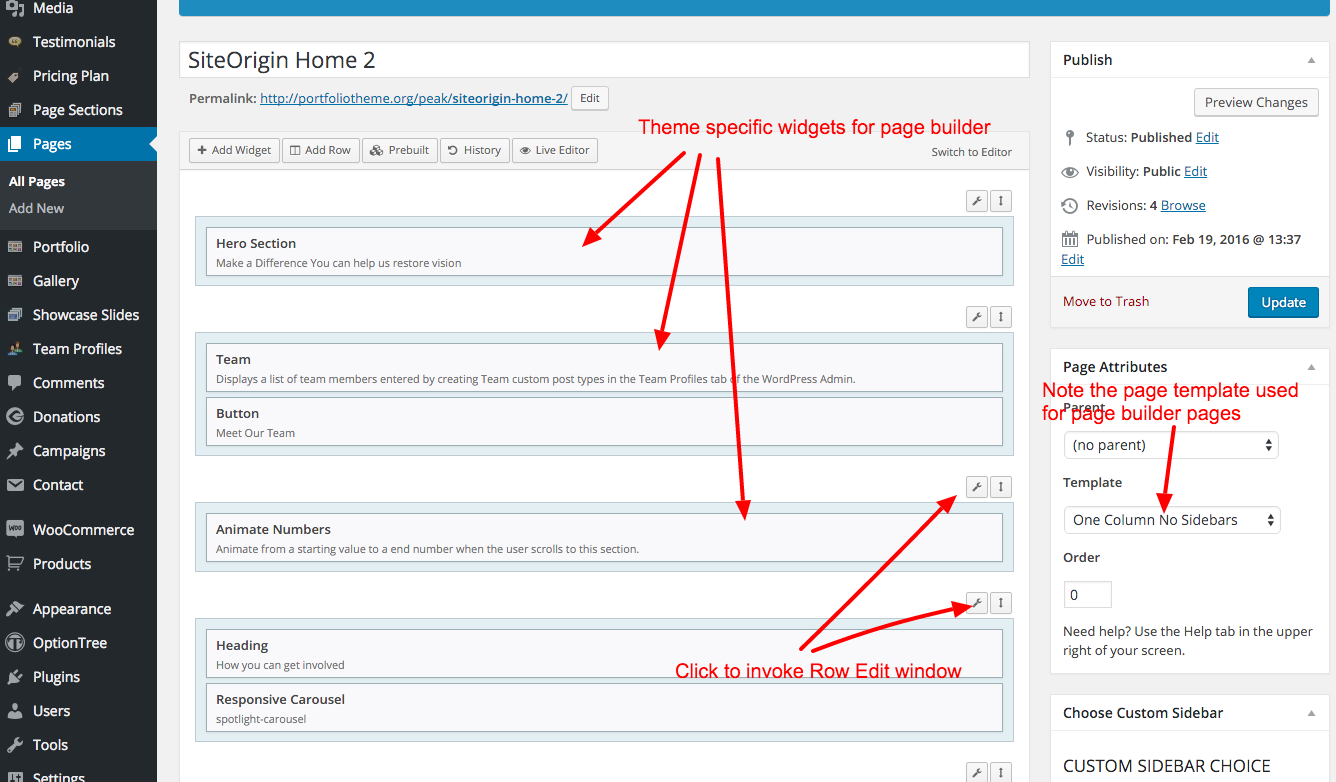 Media
Testimonials
Pricing Plan
Page Sections
Pages
All Pages
Add New
Portfolio
Gallery
Showcase Slides
Team Profiles
Comments
Donations
Campaigns
Contact
WooCommerce
Products
Appearance
OptionTree
Plugins
Users
Tools
Settings
SiteOrigin Home 2
Permalink: http://portfoliotheme.org/peak/siteorigin-home-2/ Edit
Theme specific widgets for page builder
Add Widget Add Row Prebuilt History Live Editor Switch to Editor
Hero Section
Make a Difference You can help us restore vision
Team
Displays a list of team members entered by creating Team custom post types in the Team Profiles tab of the WordPress Admin.
Button
Meet Our Team
Animate Numbers
Animate from a starting value to a end number when the user scrolls to this section.
Heading
How you can get involved
Click to invoke Row Edit window
Responsive Carousel
spotlight-carousel
Publish
Preview Changes
Status: Published Edit
Visibility: Public Edit
Revisions: 4 Browse
Published on: Feb 19, 2016 @ 13:37
Edit
Move to Trash Update
Page Attributes
Note the page template used
Parent
for page builder pages
(no parent)
Template
One Column No Sidebars
Order
0
Need help? Use the Help tab in the upper
right of your screen.
Choose Custom Sidebar
CUSTOM SIDEBAR CHOICE